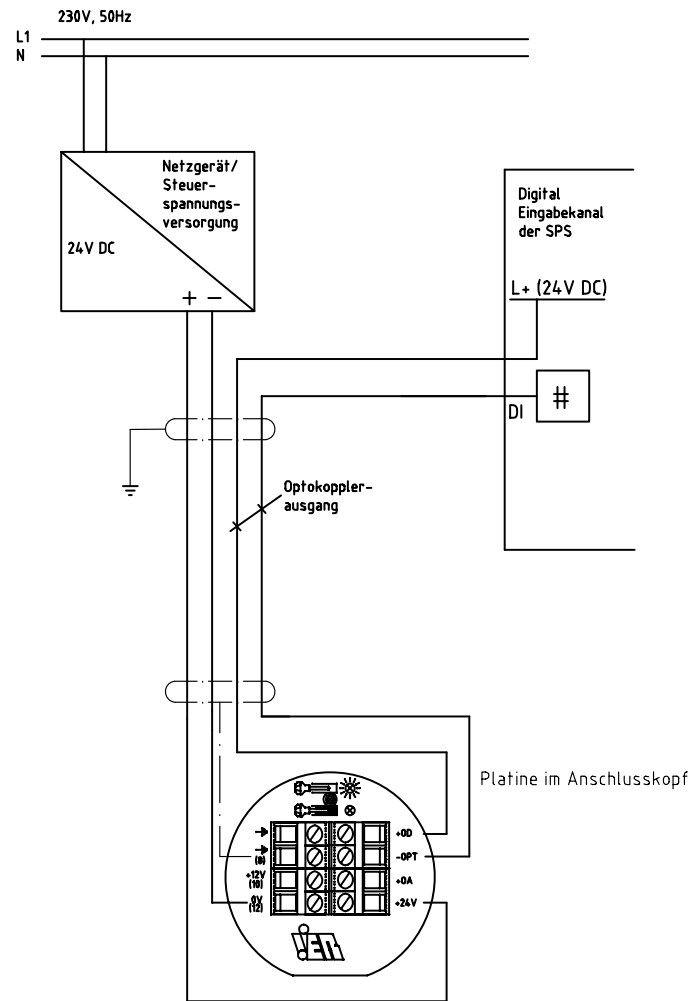 230V, 50Hz
L1
N
Netzgerät/
Steuer-
spannungs-
versorgung
24V DC
+ −
Digital
Eingabekanal
der SPS
L+ (24V DC)
DI
#
Optokoppler-
ausgang
Platine im Anschlusskopf
+OD
(8)
-OPT
+12V
(10)
+OA
0V
(12)
+24V